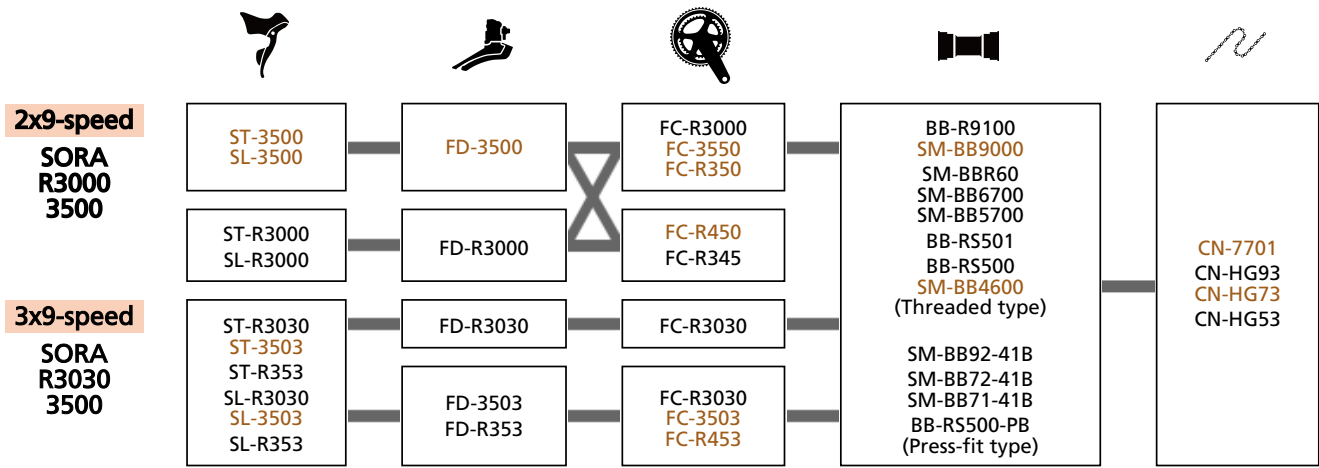 2x9-speed
SORA
R3000
3500
ST-3500
SL-3500
FD-3500
FC-R3000
FC-3550
FC-R350
ST-R3000
SL-R3000
FD-R3000
FC-R450
FC-R345
3x9-speed
SORA
R3030
3500
ST-R3030
ST-3503
ST-R353
SL-R3030
SL-3503
SL-R353
FD-R3030
FC-R3030
FD-3503
FD-R353
FC-R3030
FC-3503
FC-R453
BB-R9100
SM-BB9000
SM-BBR60
SM-BB6700
SM-BB5700
BB-RS501
BB-RS500
SM-BB4600
(Threaded type)
SM-BB92-41B
SM-BB72-41B
SM-BB71-41B
BB-RS500-PB
(Press-fit type)
CN-7701
CN-HG93
CN-HG73
CN-HG53